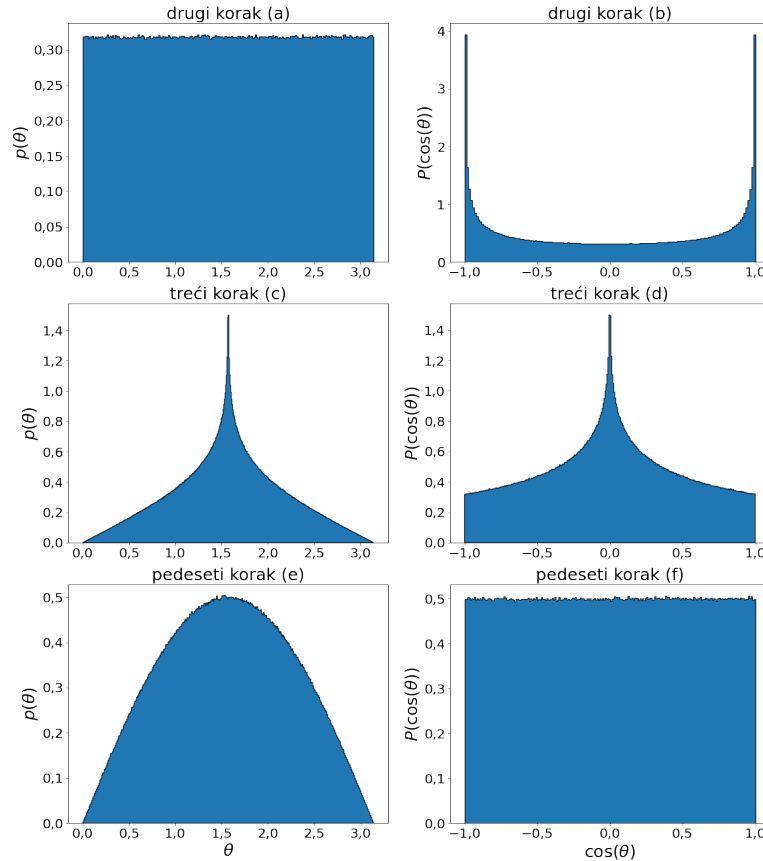 drugi korak (a)
p(θ)
0,30
0,25
0,20
0,15
0,10
0,05
0,00
0,0 0,5 1,0 1,5 2,0 2,5 3,0
drugi korak (b)
P(cos(θ))
4
3
2
1
0
−1,0 −0,5 0,0 0,5 1,0
treći korak (c)
p(θ)
1,4
1,2
1,0
0,8
0,6
0,4
0,2
0,0
0,0 0,5 1,0 1,5 2,0 2,5 3,0
treći korak (d)
P(cos(θ))
1,4
1,2
1,0
0,8
0,6
0,4
0,2
0,0
−1,0 −0,5 0,0 0,5 1,0
pedeseti korak (e)
p(θ)
0,5
0,4
0,3
0,2
0,1
0,0
0,0 0,5 1,0 1,5 2,0 2,5 3,0
θ
pedeseti korak (f)
P(cos(θ))
0,5
0,4
0,3
0,2
0,1
0,0
−1,0 −0,5 0,0 0,5 1,0
cos(θ)